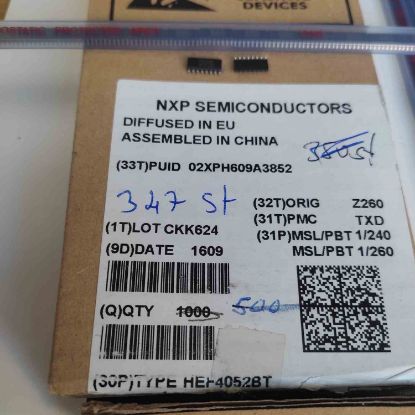 DEVICES
NXP SEMICONDUCTORS
DIFFUSED IN EU
ASSEMBLED IN CHINA
(33T)PUID 02XPH609A3852
347 St
(32T)ORIG Z260
(31T)PMC TXD
(1T)LOT CKK624
(31P)MSL/PBT 1/240
(9D)DATE 1609
MSL/PBT 1/260
(Q)QTY 1000 500
(30P)TYPE HEF4052BT